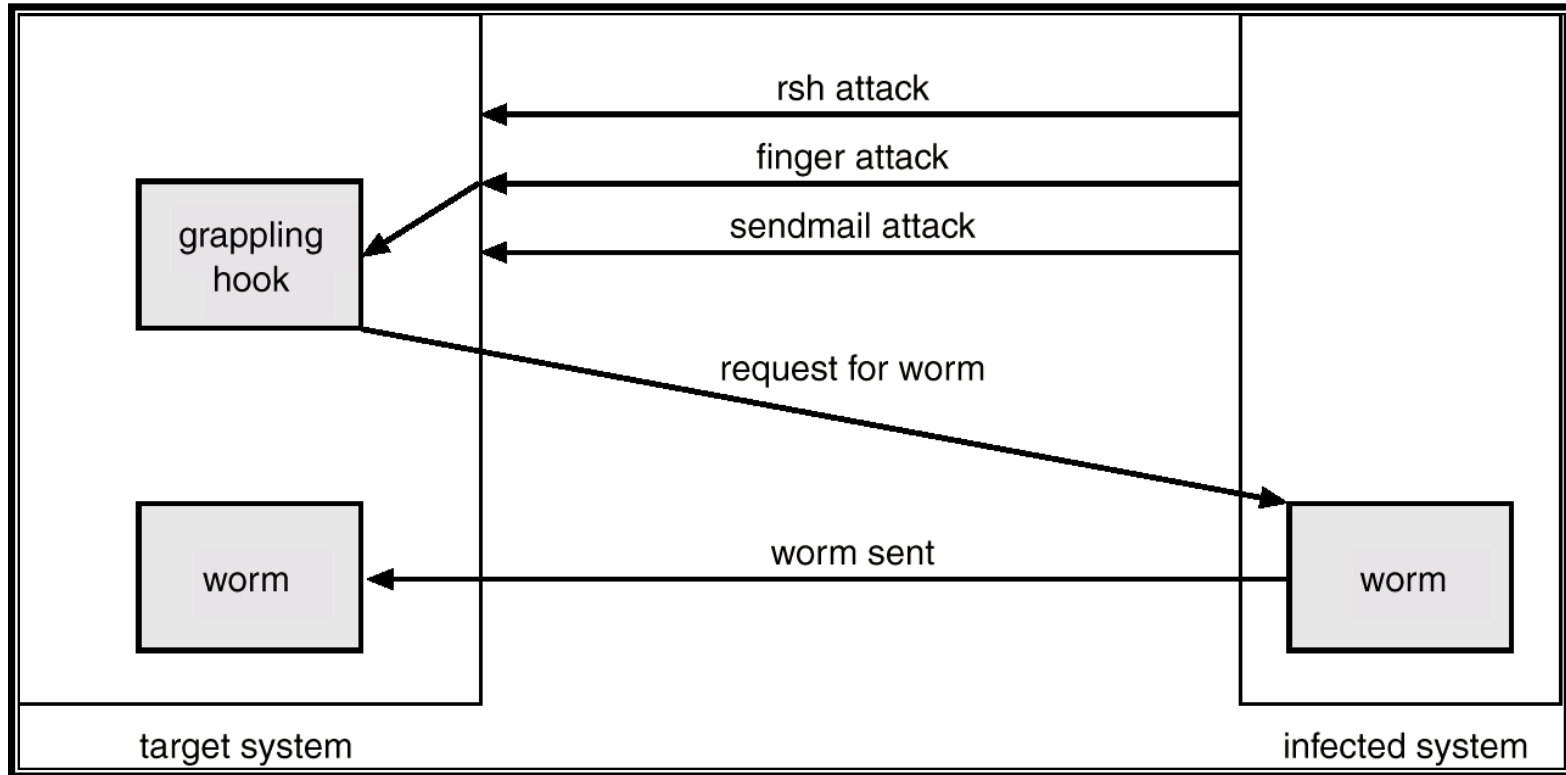 rsh attack
finger attack
sendmail attack
grappling
hook
request for worm
worm sent
worm
worm
target system
infected system